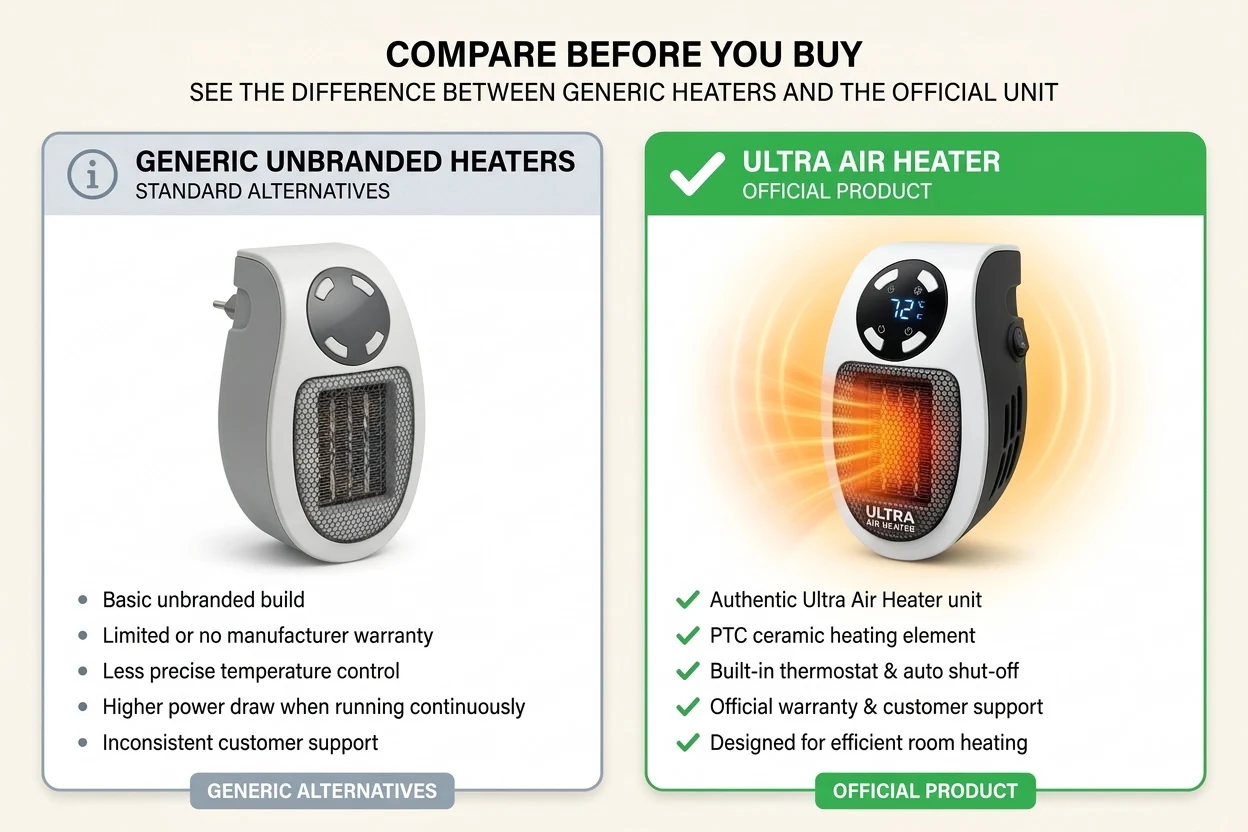 COMPARE BEFORE YOU BUY
SEE THE DIFFERENCE BETWEEN GENERIC HEATERS AND THE OFFICIAL UNIT
GENERIC UNBRANDED HEATERS
STANDARD ALTERNATIVES
Basic unbranded build
Limited or no manufacturer warranty
Less precise temperature control
Higher power draw when running continuously
Inconsistent customer support
GENERIC ALTERNATIVES
ULTRA AIR HEATER
OFFICIAL PRODUCT
72
ULTRA
AIR HEATER
Authentic Ultra Air Heater unit
PTC ceramic heating element
Built-in thermostat & auto shut-off
Official warranty & customer support
Designed for efficient room heating
OFFICIAL PRODUCT